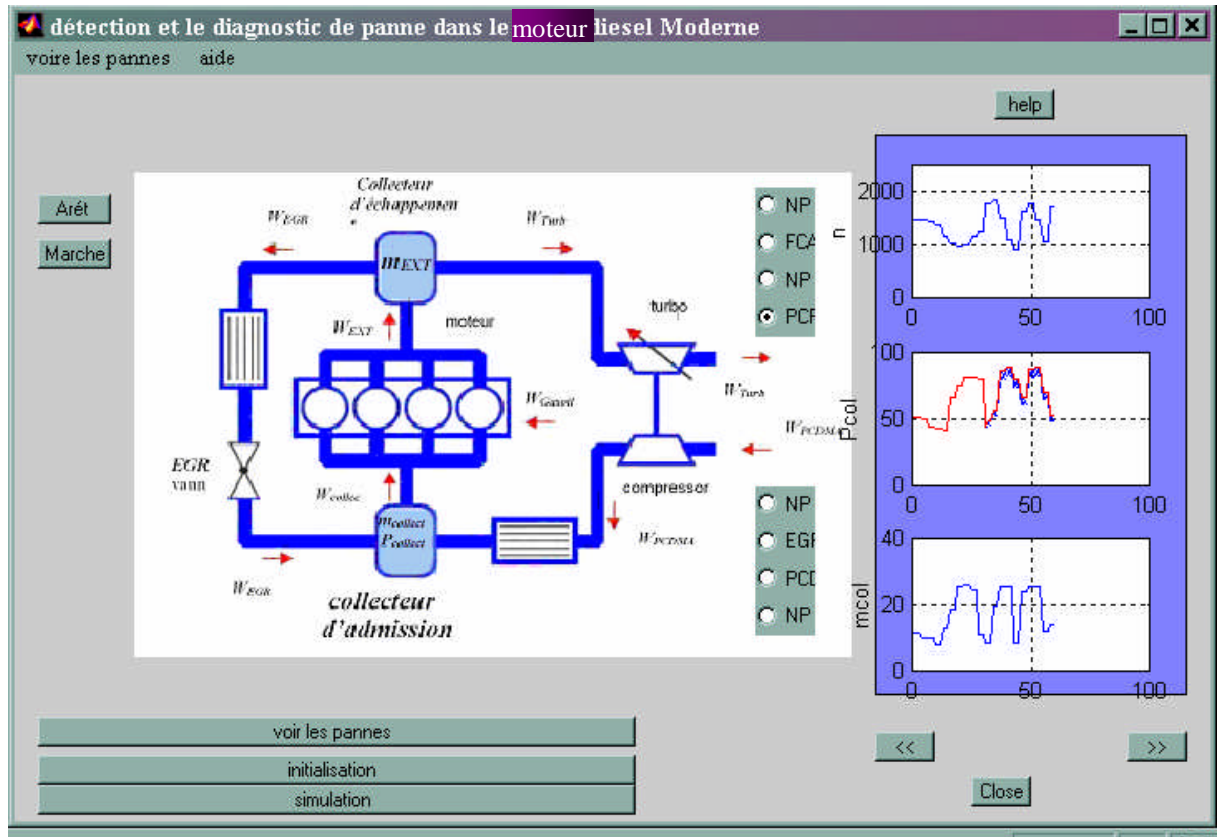 détection et le diagnostic de panne dans le moteur diesel Moderne
voire les pannes aide
help
Arét
Marche
Collecteur
d'échappemen
W_EGR
W_Turb
m_EXT
W_EXT
moteur
turbo
W_Turb
W_Gasoil
W_PCDMA
EGR
vann
W_collec
m_collect
P_collect
compressor
W_PCDMA
W_EGR
collecteur
d'admission
NP
FCA
NP
PCF
NP
EGF
PCD
NP
n
2000
1000
0
0 50 100
Pcol
100
50
0
0 50 100
mcol
40
20
0
0 50 100
voir les pannes
initialisation
simulation
<< >>
Close